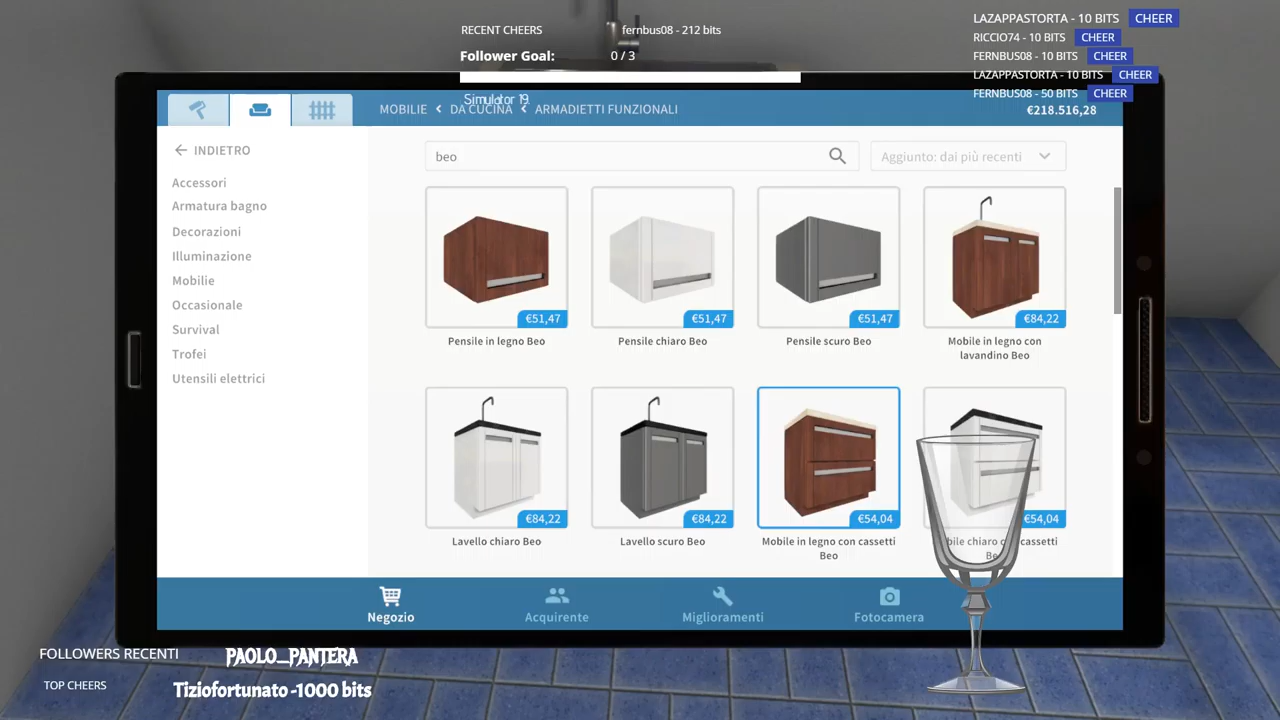 RECENT CHEERS
fernbus08 - 212 bits
Follower Goal:
0 / 3
LAZAPPASTORTA - 10 BITS CHEER
RICCIO74 - 10 BITS CHEER
FERNBUS08 - 10 BITS CHEER
LAZAPPASTORTA - 10 BITS CHEER
FERNBUS08 - 50 BITS CHEER
Simulator 19.
MOBILIE < DA CUCINA < ARMADIETTI FUNZIONALI
€218.516,28
INDIETRO
Accessori
Armatura bagno
Decorazioni
Illuminazione
Mobilie
Occasionale
Survival
Trofei
Utensili elettrici
beo
Aggiunto: dai più recenti
€51,47
Pensile in legno Beo
€51,47
Pensile chiaro Beo
€51,47
Pensile scuro Beo
€84,22
Mobile in legno con
lavandino Beo
€84,22
Lavello chiaro Beo
€84,22
Lavello scuro Beo
€54,04
Mobile in legno con cassetti
Beo
€54,04
cassetti
Negozio
Acquirente
Miglioramenti
Fotocamera
FOLLOWERS RECENTI
PAOLO_PANTERA
TOP CHEERS
Tiziofortunato -1000 bits